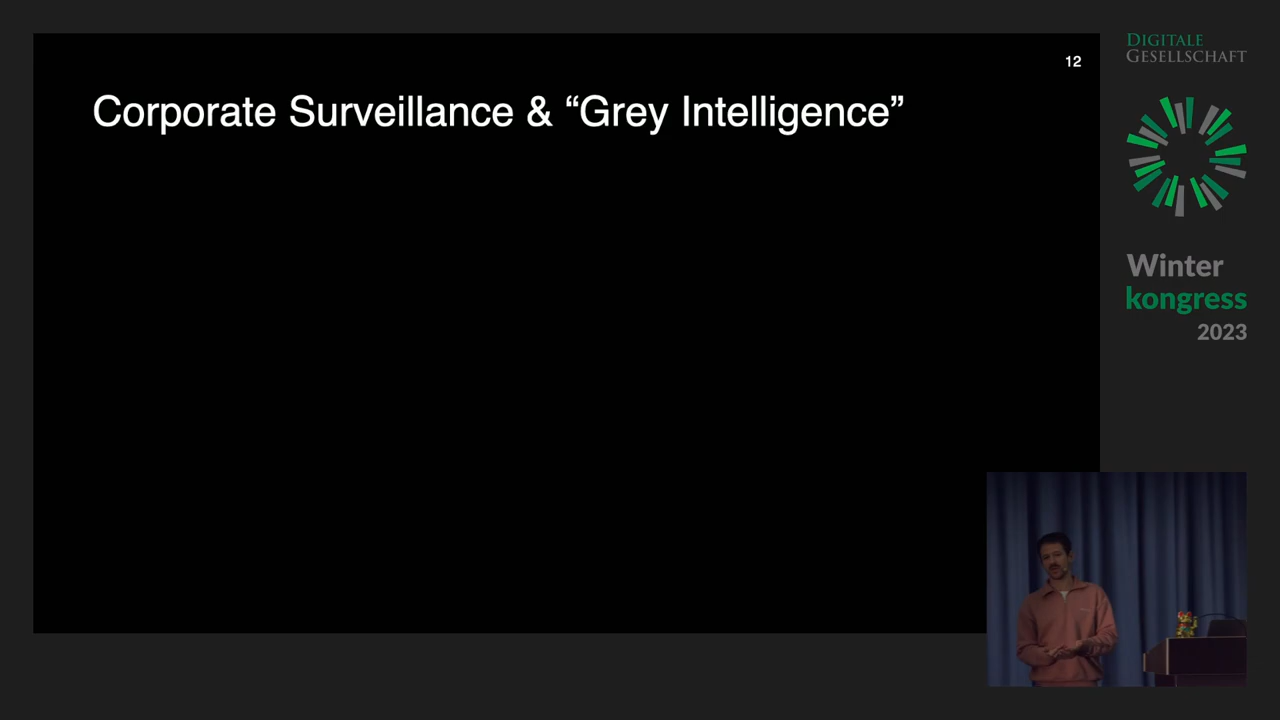 12
Corporate Surveillance & “Grey Intelligence”
DIGITALE
GESELLSCHAFT
Winter
kongress
2023